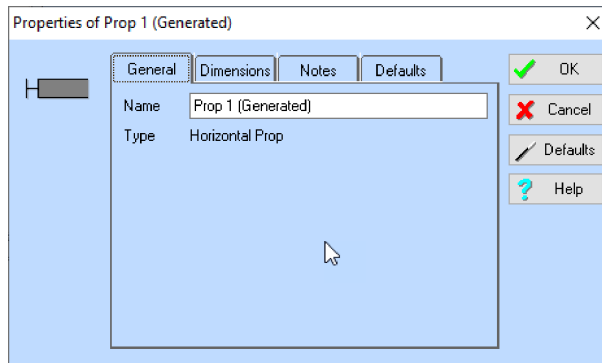 Properties of Prop 1 (Generated)
General
Dimensions
Notes
Defaults
Name
Prop 1 (Generated)
Type
Horizontal Prop
OK
Cancel
Defaults
Help